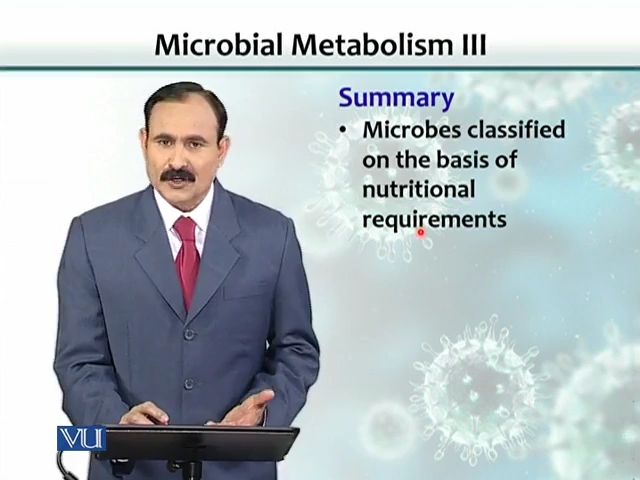 Microbial Metabolism III
Summary
• Microbes classified
on the basis of
nutritional
requirements
VU